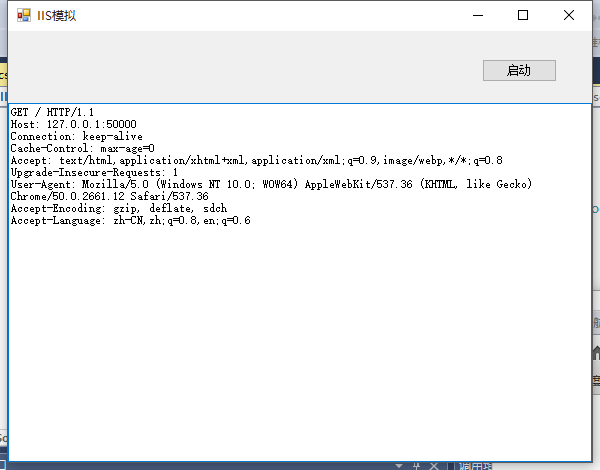 IIS模拟
启动
GET / HTTP/1.1
Host: 127.0.0.1:50000
Connection: keep-alive
Cache-Control: max-age=0
Accept: text/html,application/xhtml+xml,application/xml;q=0.9,image/webp,*/*;q=0.8
Upgrade-Insecure-Requests: 1
User-Agent: Mozilla/5.0 (Windows NT 10.0; WOW64) AppleWebKit/537.36 (KHTML, like Gecko)
Chrome/50.0.2661.12 Safari/537.36
Accept-Encoding: gzip, deflate, sdch
Accept-Language: zh-CN,zh;q=0.8,en;q=0.6
调用